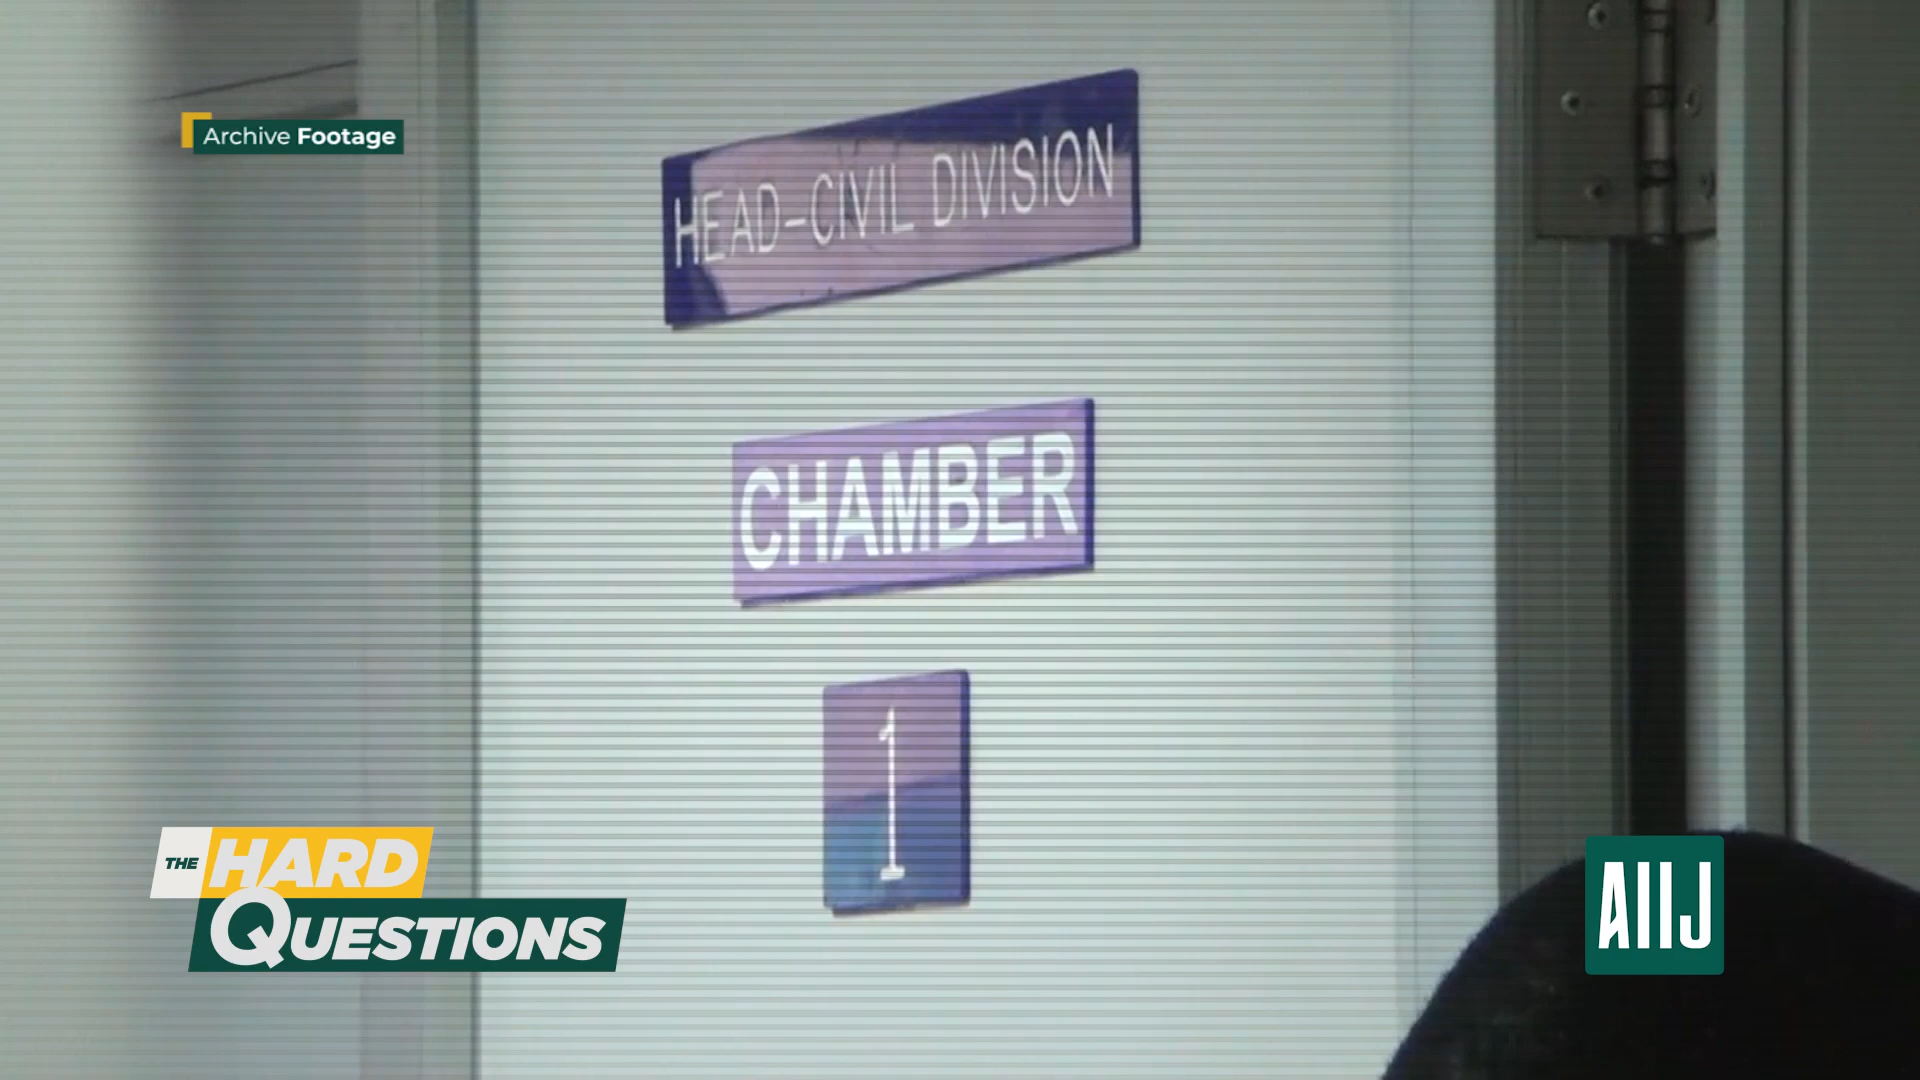 Archive Footage
HEAD-CIVIL DIVISION
CHAMBER
1
THE HARD
QUESTIONS
AIIJ